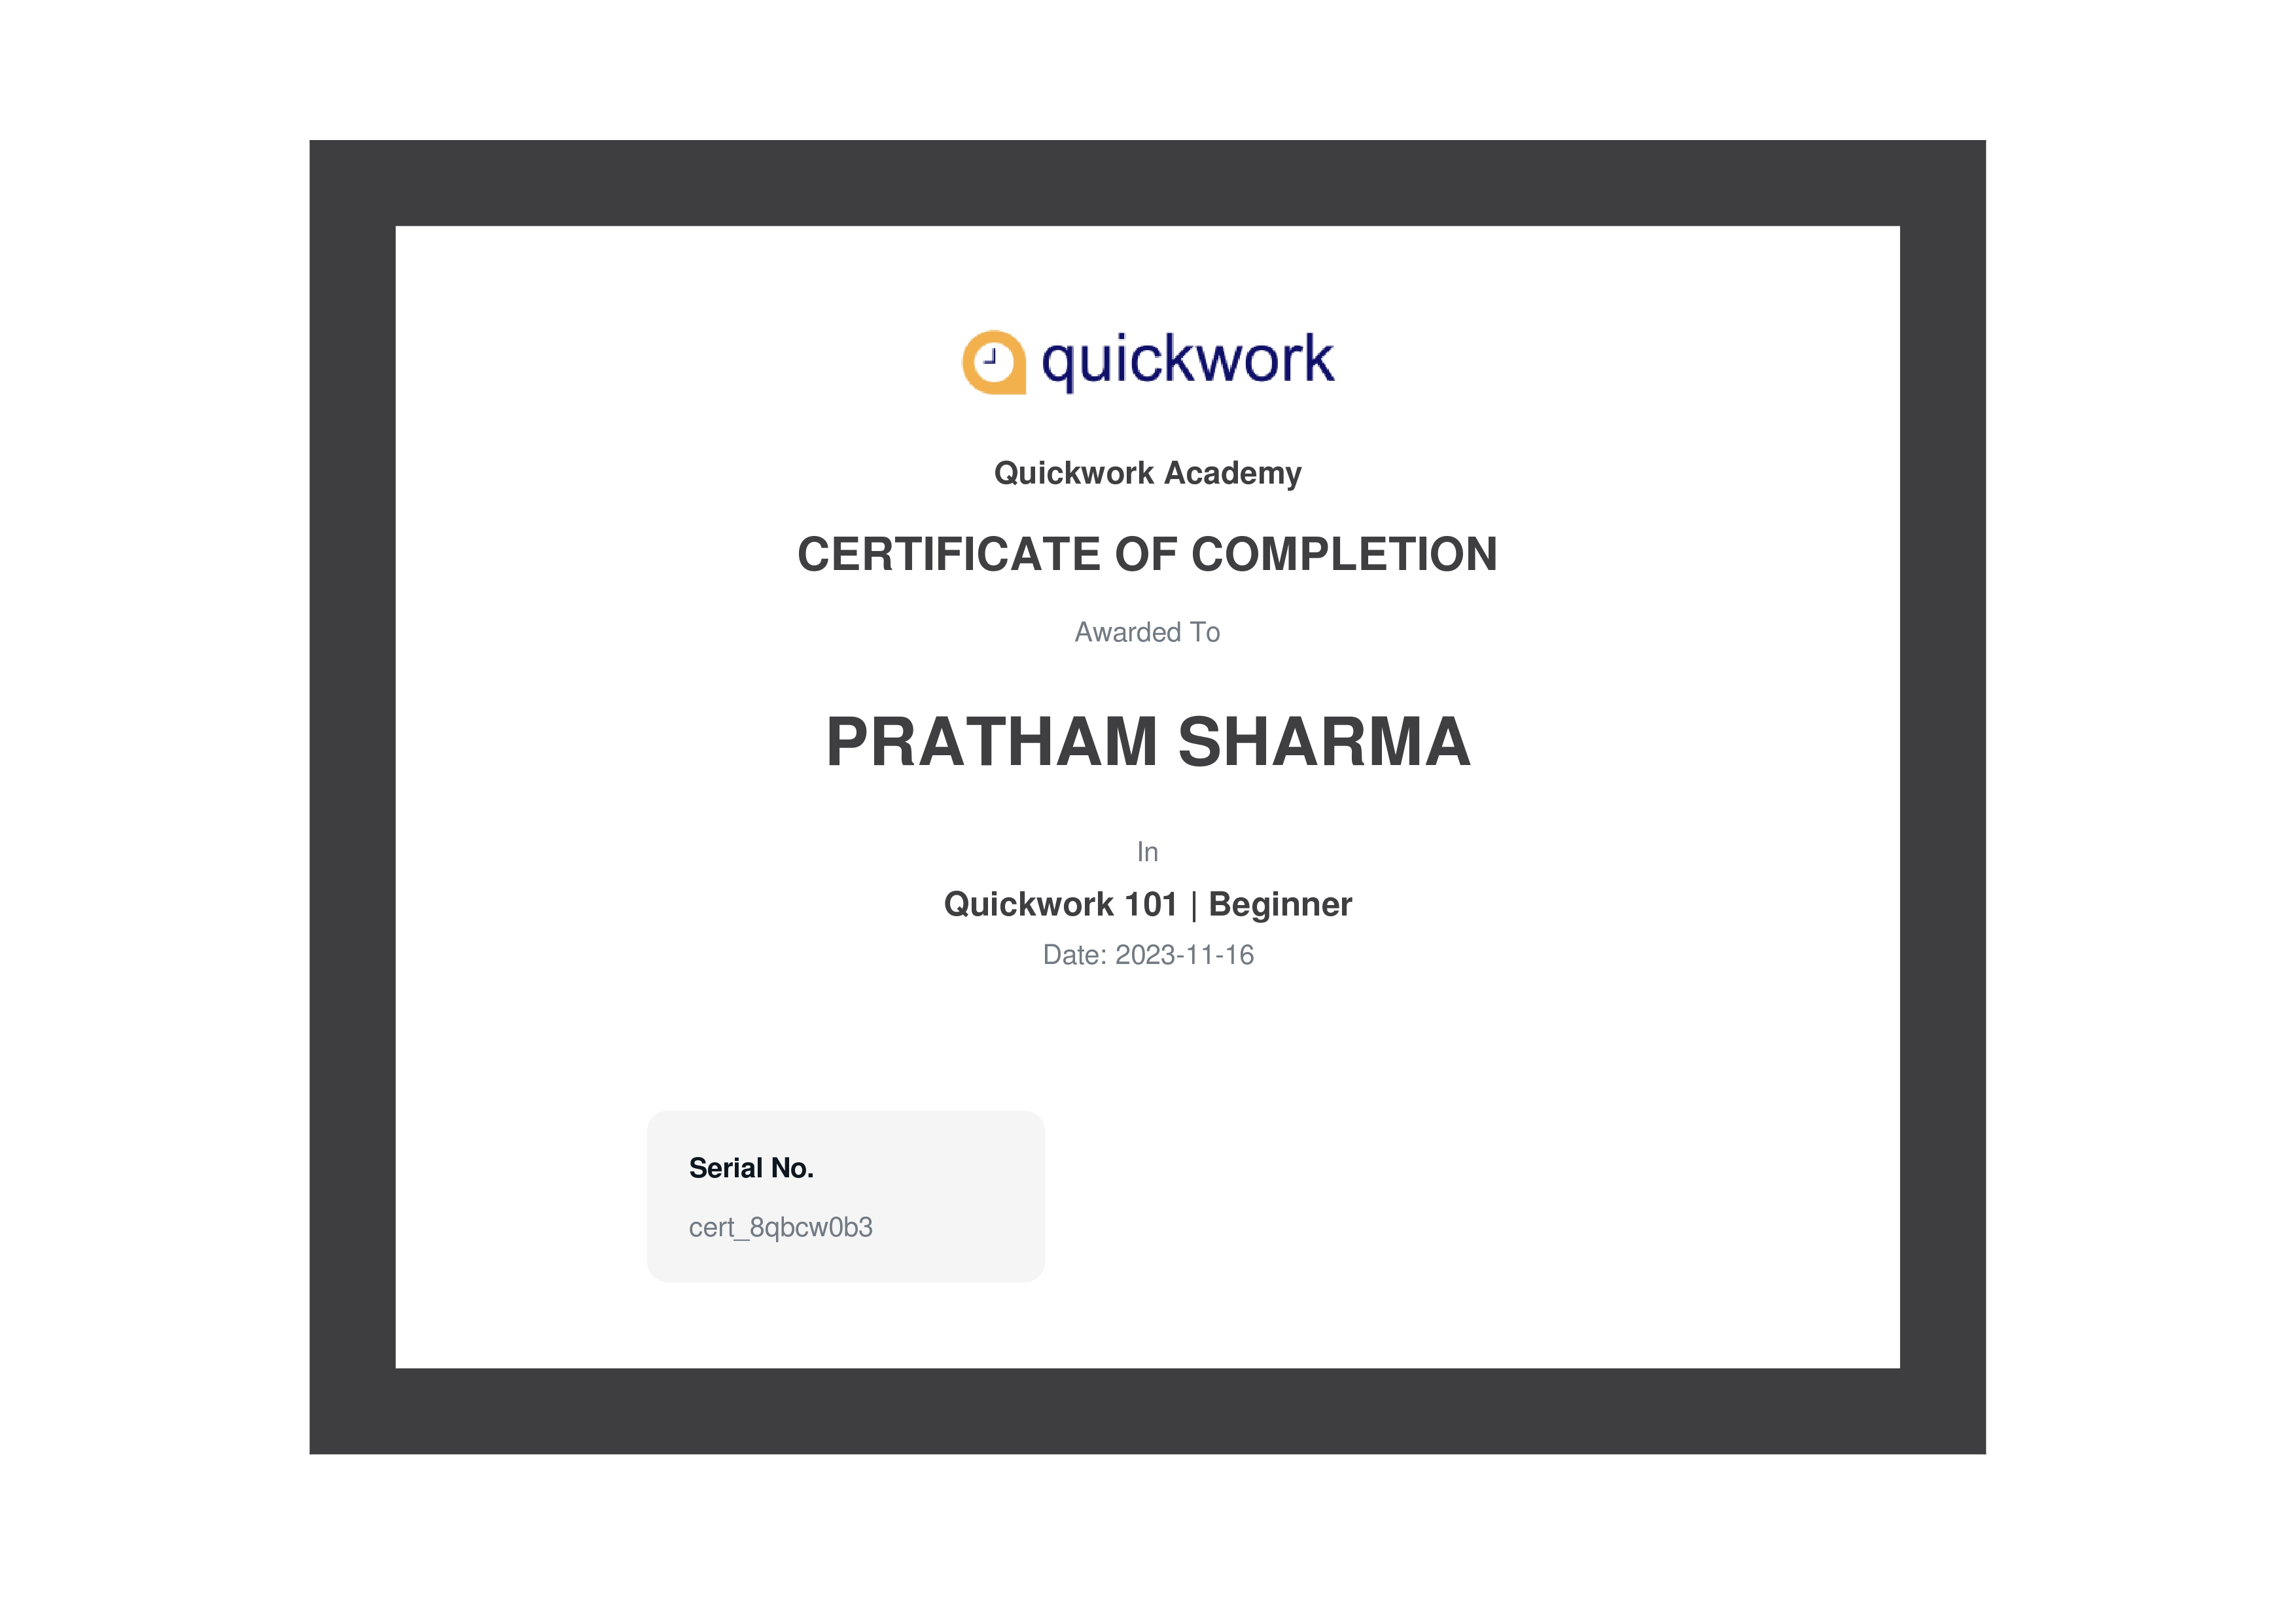 quickwork
Quickwork Academy
CERTIFICATE OF COMPLETION
Awarded To
PRATHAM SHARMA
In
Quickwork 101 | Beginner
Date: 2023-11-16
Serial No.
cert_8qbcw0b3